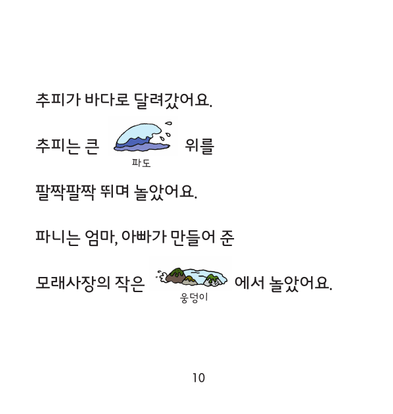 추피가 바다로 달려갔어요.
추피는 큰 파도 위를
팔짝팔짝 뛰며 놀았어요.
파니는 엄마, 아빠가 만들어 준
모래사장의 작은 웅덩이 에서 놀았어요.
10